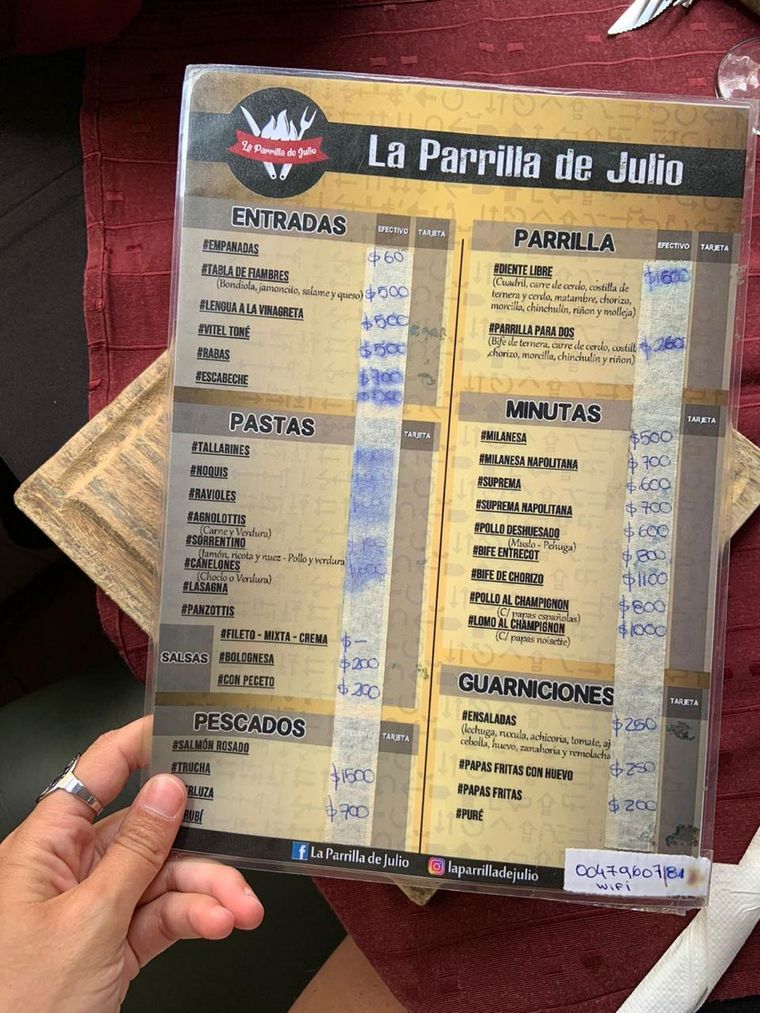 La Parrilla de Julio
La Parrilla de Julio
ENTRADAS
EFECTIVO TARJETA
#EMPANADAS $60
#TABLA DE FIAMBRES
(Bondiola, jamoncito, salame y queso) $500
#LENGUA A LA VINAGRETA $500
#VITEL TONÉ $500
#RABAS $700
#ESCABECHE
PASTAS
TARJETA
#TALLARINES
#ÑOQUIS
#RAVIOLES
#AGNOLOTTIS
(Carne y Verdura)
#SORRENTINO
(Jamón, ricota y nuez - Pollo y verdura)
#CANELONES
(Choclo o Verdura)
#LASAGNA
#PANZOTTIS
SALSAS
#FILETO - MIXTA - CREMA $-
#BOLOGNESA $200
#CON PECETO $200
PESCADOS
TARJETA
#SALMÓN ROSADO
#TRUCHA $1500
ERLUZA
RUBÍ $700
PARRILLA
EFECTIVO TARJETA
#DIENTE LIBRE $1600
(Cuadril, carre de cerdo, costilla de
ternera y cerdo, matambre, chorizo,
morcilla, chinchulín, riñon y molleja)
#PARRILLA PARA DOS
(Bife de ternera, carre de cerdo, costill
,chorizo, morcilla, chinchulín y riñon)
MINUTAS
TARJETA
#MILANESA $500
#MILANESA NAPOLITANA $700
#SUPREMA $600
#SUPREMA NAPOLITANA $700
#POLLO DESHUESADO $600
(Muslo - Pehuga)
#BIFE ENTRECOT $800
#BIFE DE CHORIZO $1100
#POLLO AL CHAMPIGNON $800
(C/ papas españolas)
#LOMO AL CHAMPIGNON $1000
(C/ papas noisette)
GUARNICIONES
TARJETA
#ENSALADAS $250
(lechuga, rucula, achicoria, tomate, aj
cebolla, huevo, zanahoria y remolacha
#PAPAS FRITAS CON HUEVO $250
#PAPAS FRITAS $200
#PURÉ
La Parrilla de Julio
laparrilladejulio
WiFi